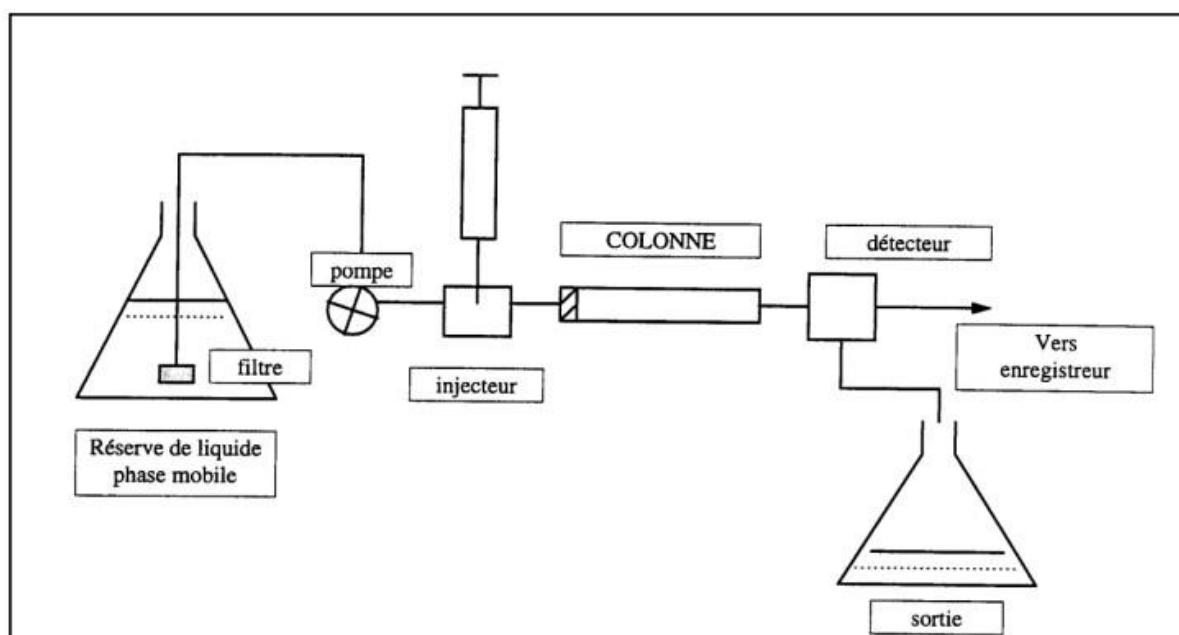 COLONNE
détecteur
pompe
filtre
injecteur
Vers
enregistreur
Réserve de liquide
phase mobile
sortie